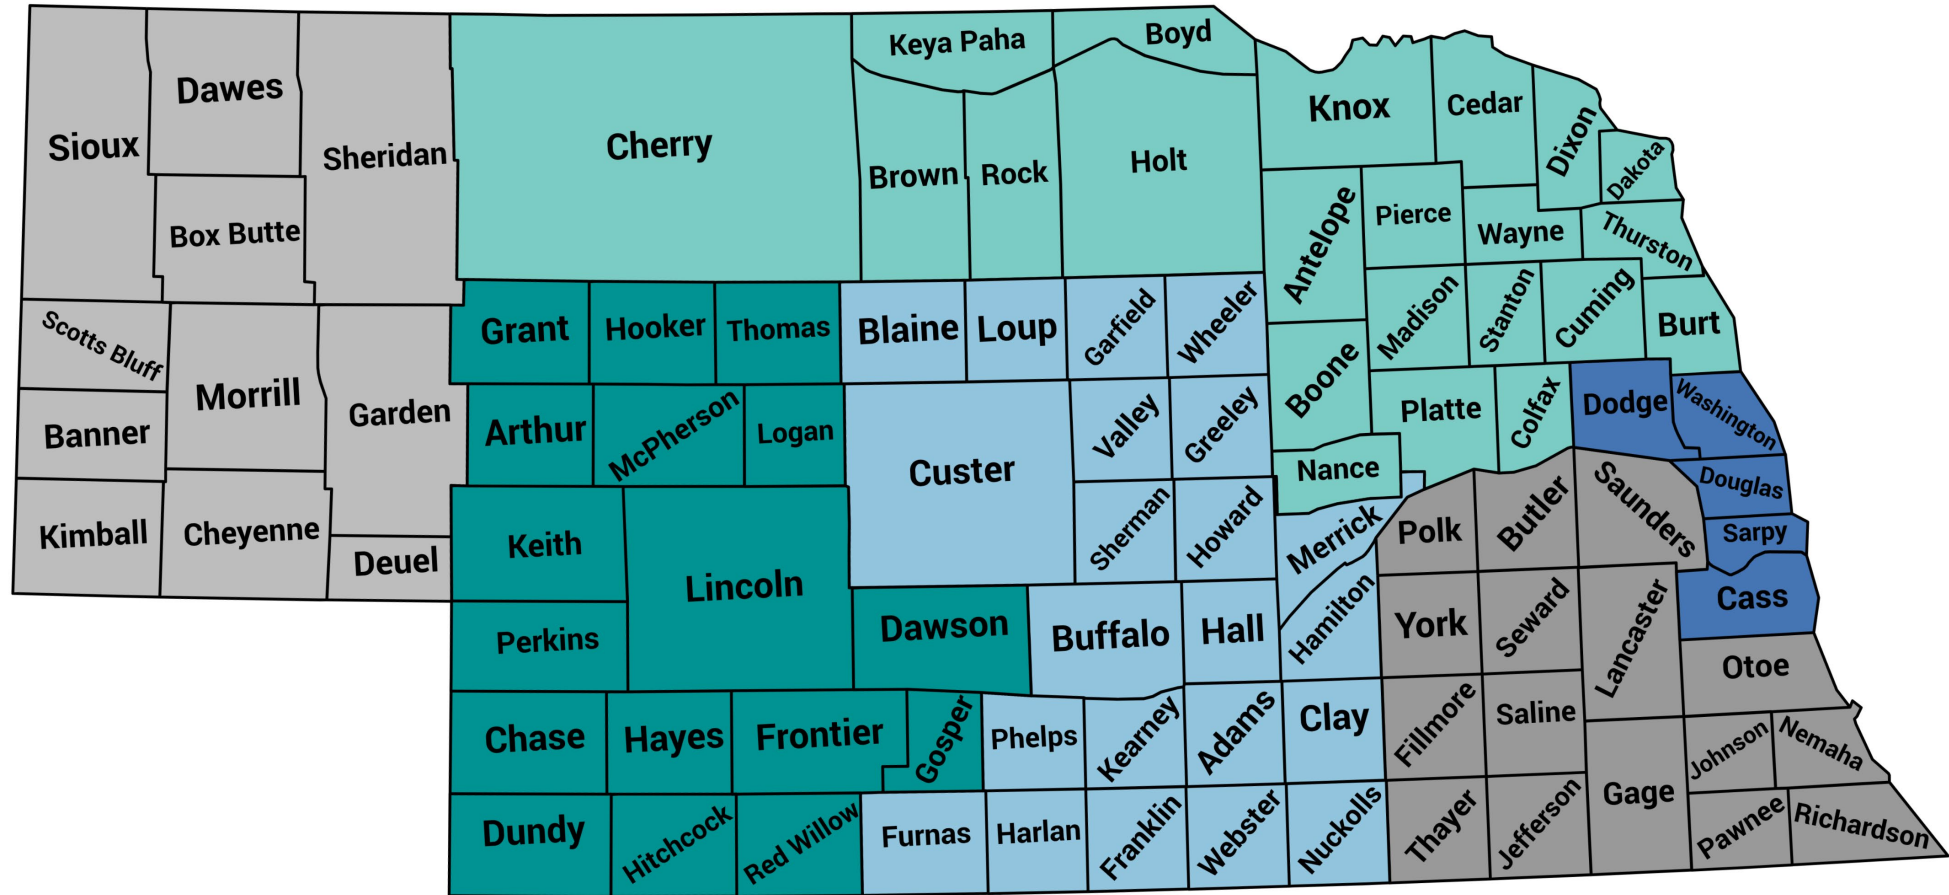 Keya Paha
Boyd
Dawes
Knox
Cedar
Sioux
Sheridan
Cherry
Brown
Rock
Holt
Dixon
Dakota
Box Butte
Antelope
Pierce
Wayne
Thurston
Scotts Bluff
Grant
Hooker
Thomas
Blaine
Loup
Garfield
Wheeler
Madison
Stanton
Cuming
Burt
Morrill
Garden
Boone
Platte
Colfax
Dodge
Washington
Banner
Arthur
McPherson
Logan
Custer
Valley
Greeley
Nance
Douglas
Kimball
Cheyenne
Deuel
Keith
Lincoln
Sherman
Howard
Merrick
Polk
Butler
Saunders
Sarpy
Cass
Perkins
Dawson
Buffalo
Hall
Hamilton
York
Seward
Lancaster
Otoe
Chase
Hayes
Frontier
Gosper
Phelps
Kearney
Adams
Clay
Fillmore
Saline
Johnson
Nemaha
Dundy
Hitchcock
Red Willow
Furnas
Harlan
Franklin
Webster
Nuckolls
Thayer
Jefferson
Gage
Pawnee
Richardson